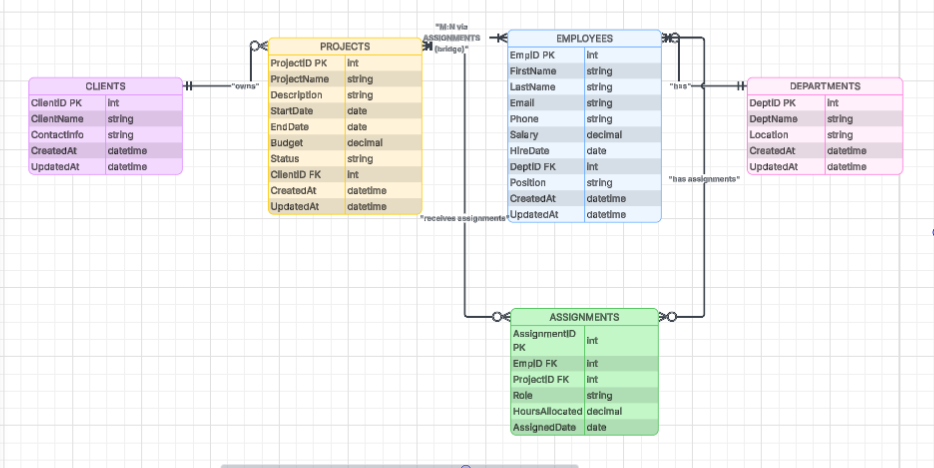 "M:N via
ASSIGNMENTS
(bridge)"
PROJECTS
ProjectID PK int
ProjectName string
Description string
StartDate date
EndDate date
Budget decimal
Status string
ClientID FK int
CreatedAt datetime
UpdatedAt datetime
EMPLOYEES
EmpID PK int
FirstName string
LastName string
Email string
Phone string
Salary decimal
HireDate date
DeptID FK int
Position string
CreatedAt datetime
UpdatedAt datetime
CLIENTS
ClientID PK int
ClientName string
ContactInfo string
CreatedAt datetime
UpdatedAt datetime
"owns"
"has"
DEPARTMENTS
DeptID PK int
DeptName string
Location string
CreatedAt datetime
UpdatedAt datetime
"has assignments"
"receives assignments"
ASSIGNMENTS
AssignmentID
PK int
EmpID FK int
ProjectID FK int
Role string
HoursAllocated decimal
AssignedDate date